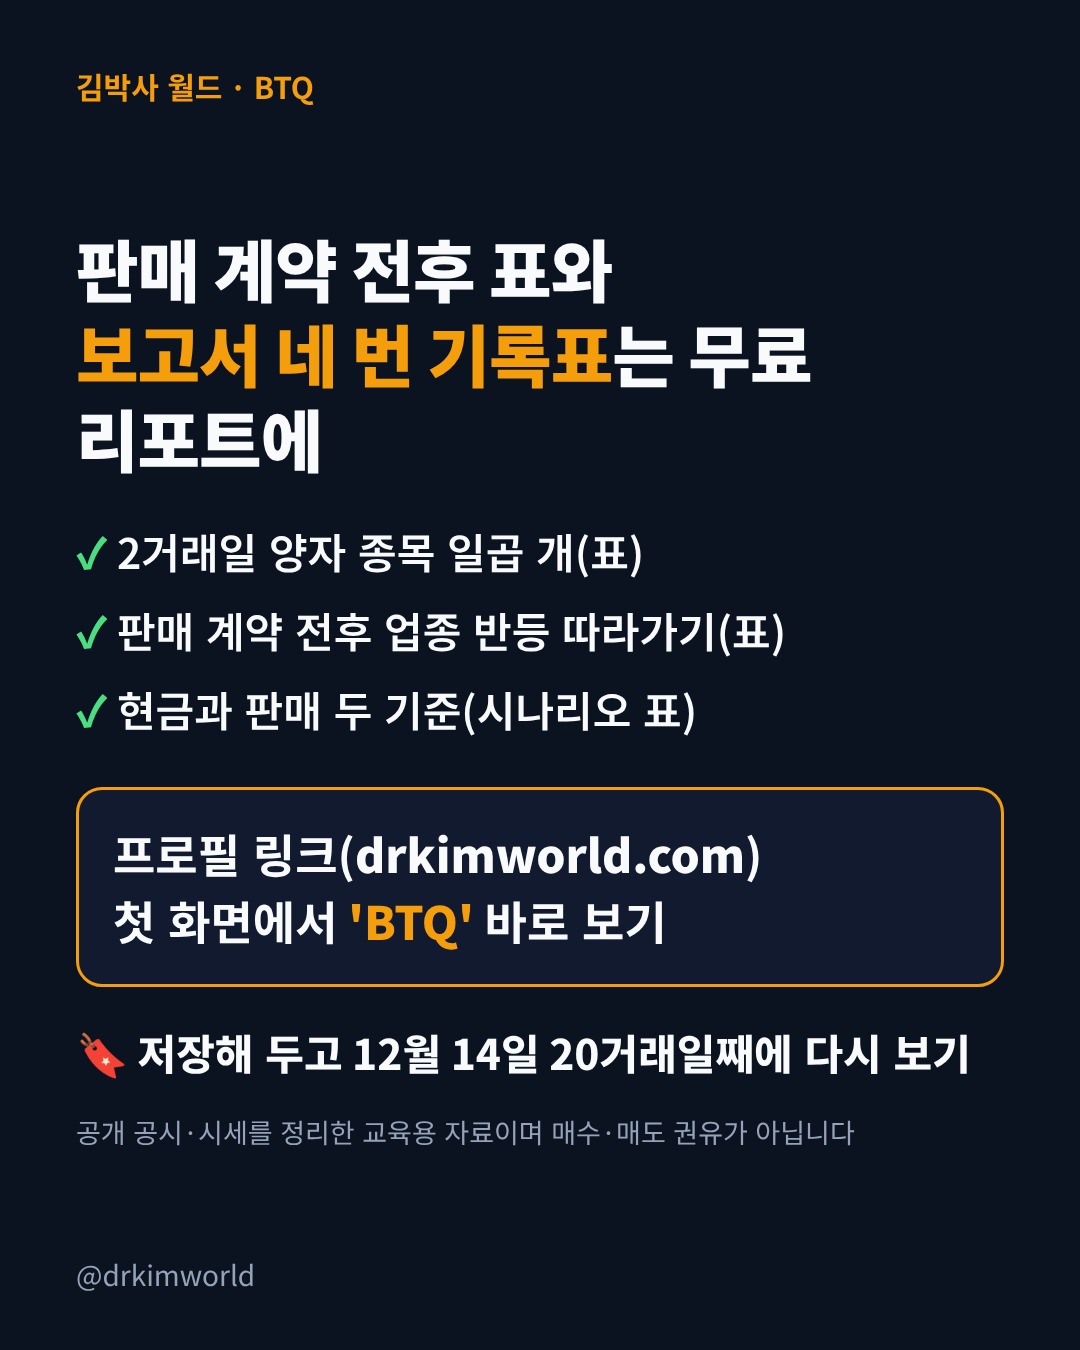 김박사 월드 · BTQ
판매 계약 전후 표와
보고서 네 번 기록표는 무료
리포트에
✓ 2거래일 양자 종목 일곱 개(표)
✓ 판매 계약 전후 업종 반등 따라가기(표)
✓ 현금과 판매 두 기준(시나리오 표)
프로필 링크(drkimworld.com)
첫 화면에서 'BTQ' 바로 보기
🔖 저장해 두고 12월 14일 20거래일째에 다시 보기
공개 공시·시세를 정리한 교육용 자료이며 매수·매도 권유가 아닙니다
@drkimworld